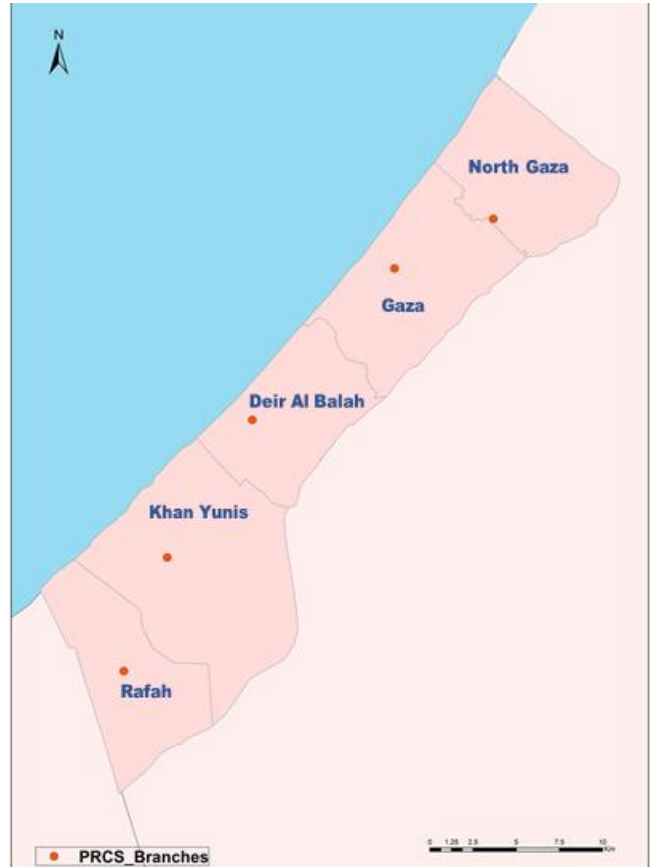 N
North Gaza
Gaza
Deir Al Balah
Khan Yunis
Rafah
PRCS_Branches
0 1.25 2.5 5 7.5 10
Km